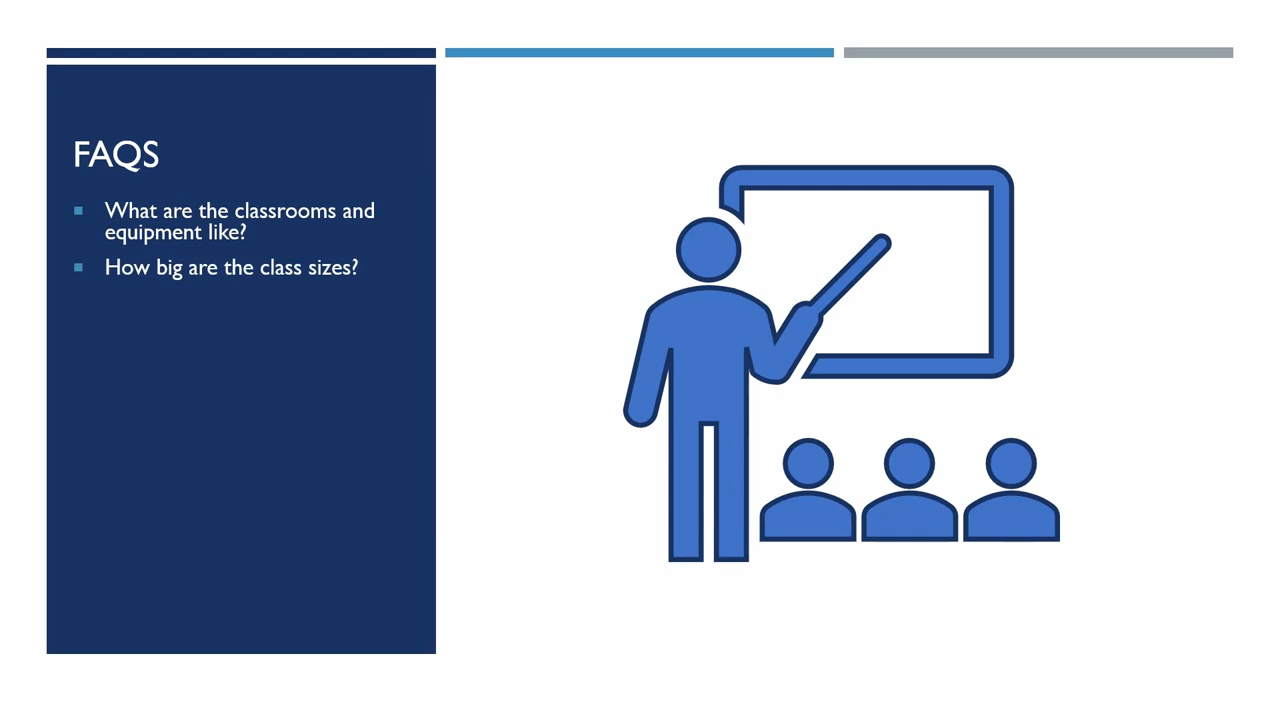 FAQS
What are the classrooms and
equipment like?
How big are the class sizes?